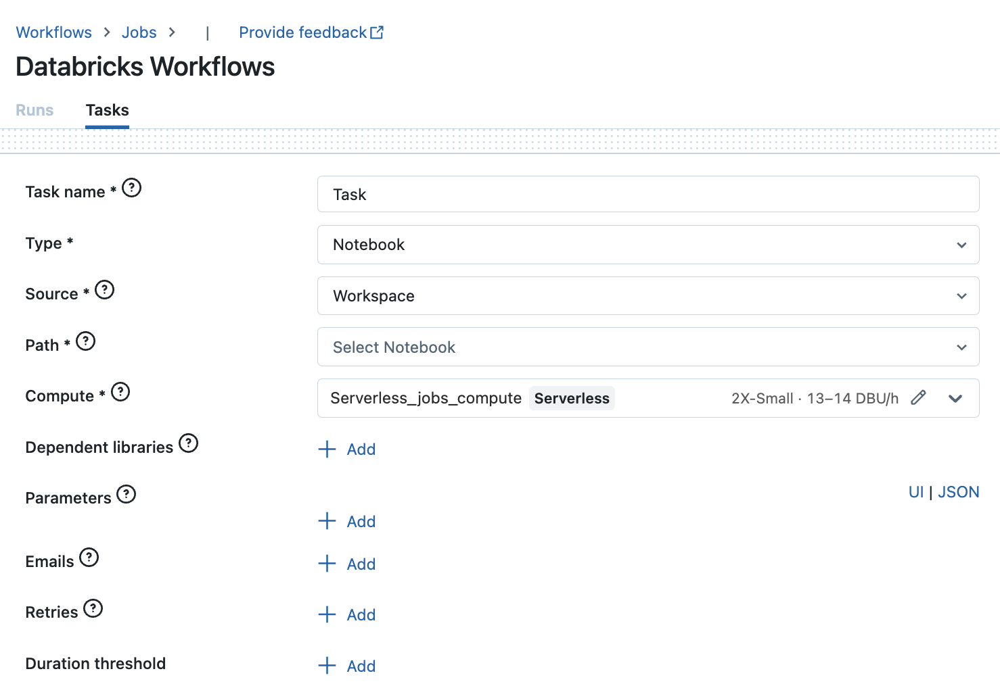 Workflows > Jobs > | Provide feedback
Databricks Workflows
Runs Tasks
Task name * ? Task
Type * Notebook
Source * ? Workspace
Path * ? Select Notebook
Compute * ? Serverless_jobs_compute Serverless 2X-Small · 13–14 DBU/h
Dependent libraries ? + Add
Parameters ? UI | JSON
+ Add
Emails ? + Add
Retries ? + Add
Duration threshold + Add